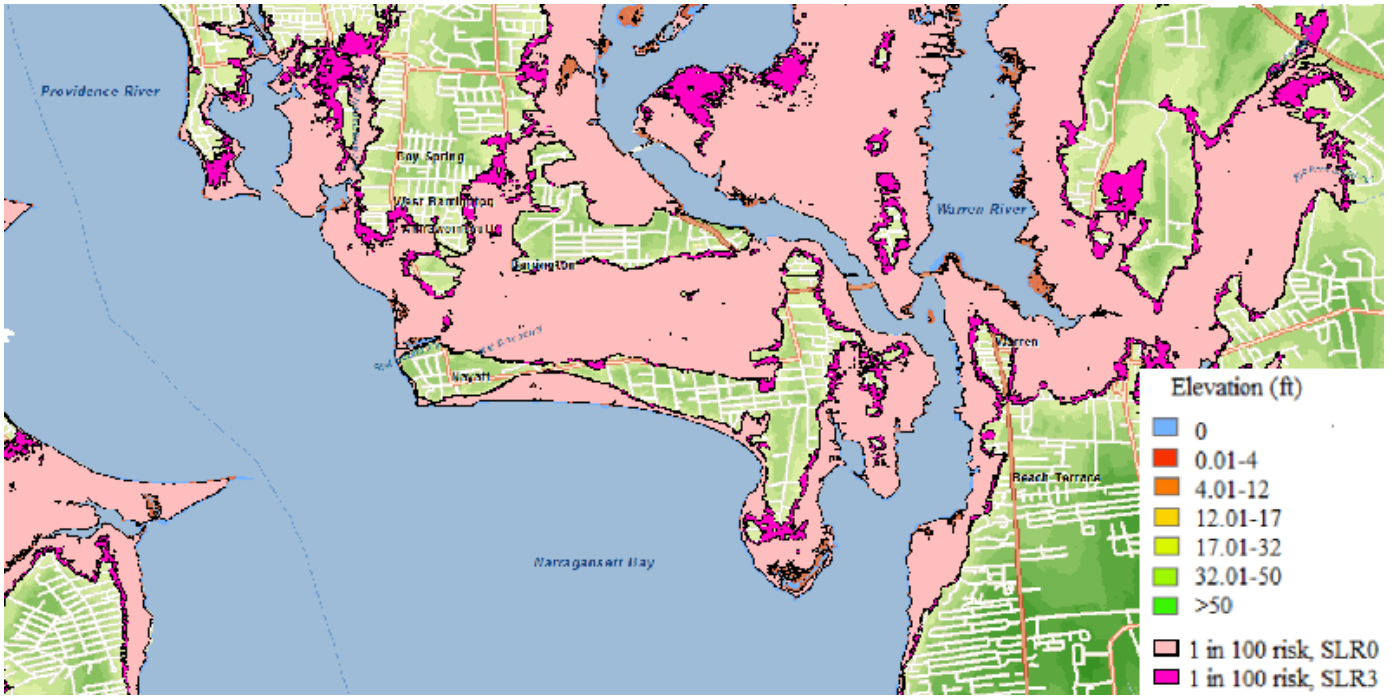 Providence River
Bay Spring
West Barrington
Warren River
Barrington
Warren
Nayatt
Beach Terrace
Narragansett Bay
Elevation (ft)
0
0.01-4
4.01-12
12.01-17
17.01-32
32.01-50
>50
1 in 100 risk, SLR0
1 in 100 risk, SLR3